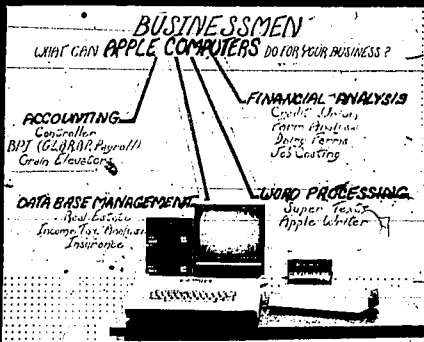 BUSINESSMEN
WHAT CAN APPLE COMPUTERS DO FOR YOUR BUSINESS?
ACCOUNTING
Controller
BPI (GL,AR,AP,Payroll)
Grain Elevators
FINANCIAL ANALYSIS
Credit Union
Farm Analysis
Dairy Farms
Job Costing
DATA BASE MANAGEMENT
Real Estate
Income Tax Analysis
Insurance
WORD PROCESSING
Super Text
Apple Writer